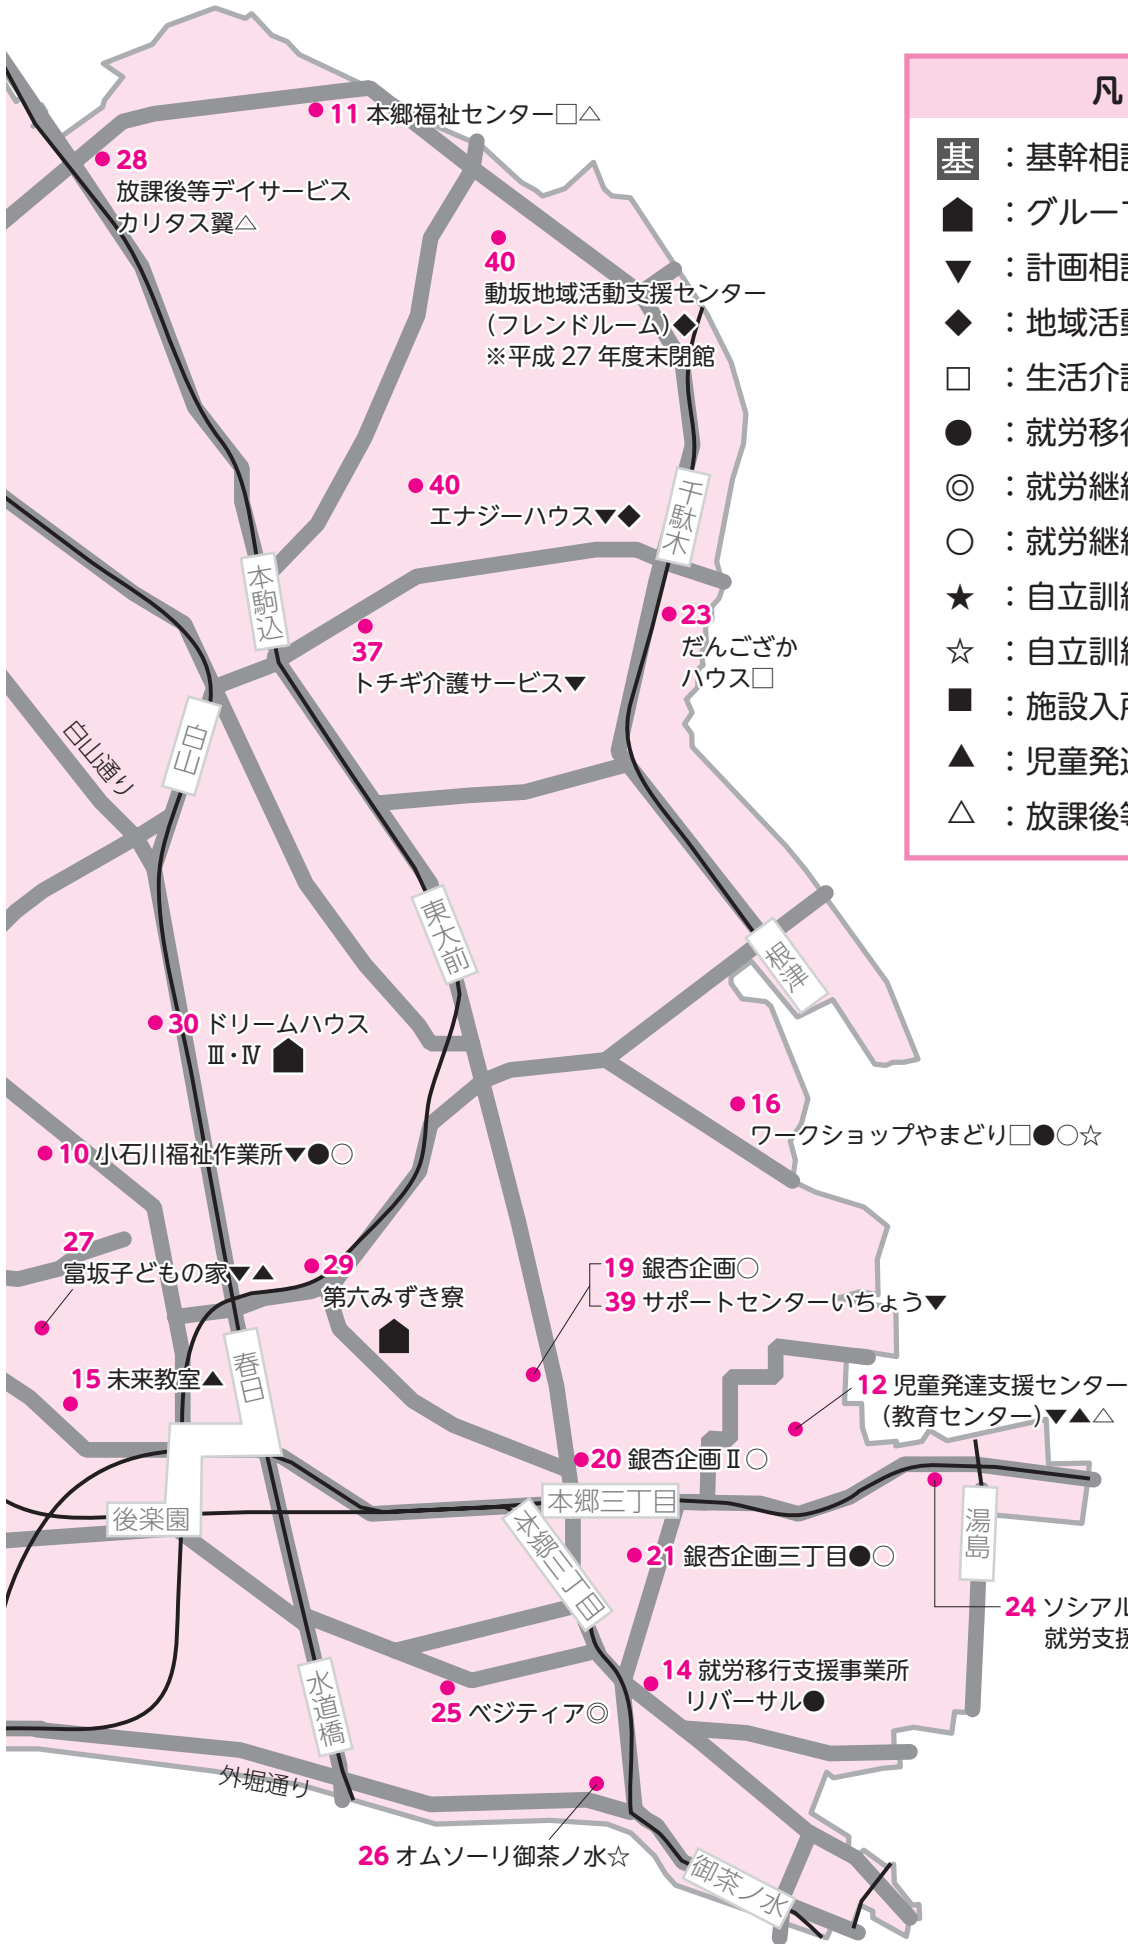 11 本郷福祉センター□△
28
放課後等デイサービス
カリタス翼△
40
動坂地域活動支援センター
(フレンドルーム)◆
※平成 27 年度末閉館
40
エナジーハウス▼◆
千駄木
本駒込
37
トチギ介護サービス▼
23
だんござか
ハウス□
白山
白山通り
東大前
根津
30 ドリームハウス
Ⅲ・Ⅳ
16
ワークショップやまどり□●○☆
10 小石川福祉作業所▼●○
27
富坂子どもの家▼▲
29
第六みずき寮
19 銀杏企画○
39 サポートセンターいちょう▼
春日
15 未来教室▲
12 児童発達支援センター
(教育センター)▼▲△
20 銀杏企画Ⅱ○
本郷三丁目
後楽園
本郷三丁目
湯島
21 銀杏企画三丁目●○
24 ソシアル
就労支援
14 就労移行支援事業所
リバーサル●
25 ベジティア◎
水道橋
外堀通り
26 オムソーリ御茶ノ水☆
御茶ノ水
凡
基 :基幹相談
:グループ
▼ :計画相談
◆ :地域活動
□ :生活介護
● :就労移行
◎ :就労継続
○ :就労継続
★ :自立訓練
☆ :自立訓練
■ :施設入所
▲ :児童発達
△ :放課後等